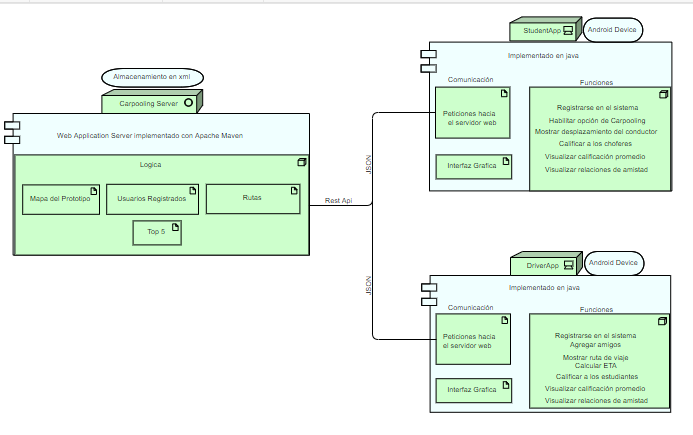 Almacenamiento en xml
Carpooling Server
Web Application Server implementado con Apache Maven
Logica
Mapa del Prototipo
Usuarios Registrados
Rutas
Top 5
Rest Api
JSON
JSON
StudentApp
Android Device
Implementado en java
Comunicación
Peticiones hacia
el servidor web
Interfaz Grafica
Funciones
Registrarse en el sistema
Habilitar opción de Carpooling
Mostrar desplazamiento del conductor
Calificar a los choferes
Visualizar calificación promedio
Visualizar relaciones de amistad
DriverApp
Android Device
Implementado en java
Comunicación
Peticiones hacia
el servidor web
Interfaz Grafica
Funciones
Registrarse en el sistema
Agregar amigos
Mostrar ruta de viaje
Calcular ETA
Calificar a los estudiantes
Visualizar calificación promedio
Visualizar relaciones de amistad